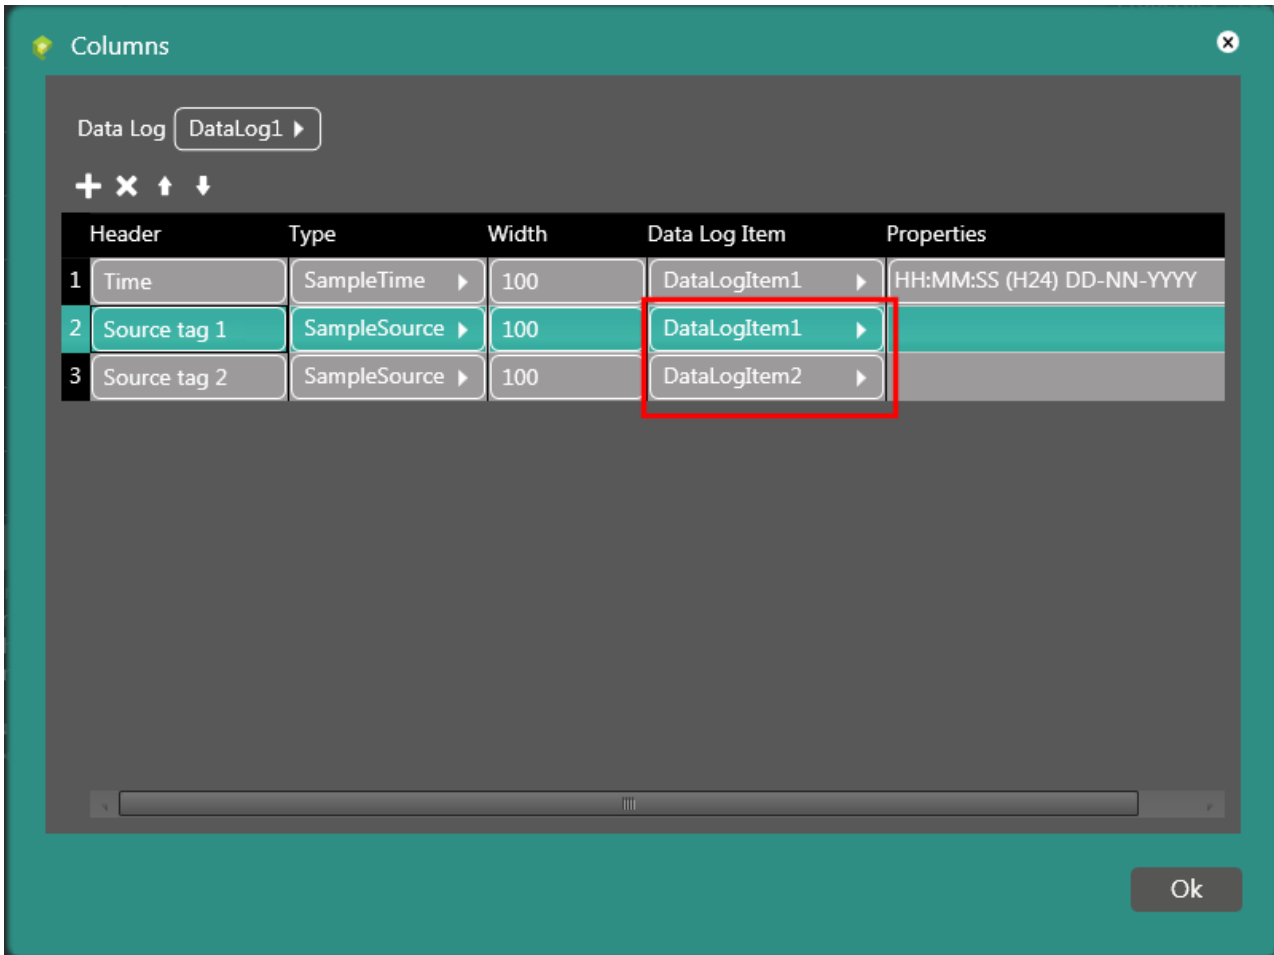 Columns
Data Log DataLog1
Header Type Width Data Log Item Properties
1 Time SampleTime 100 DataLogItem1 HH:MM:SS (H24) DD-NN-YYYY
2 Source tag 1 SampleSource 100 DataLogItem1
3 Source tag 2 SampleSource 100 DataLogItem2
Ok